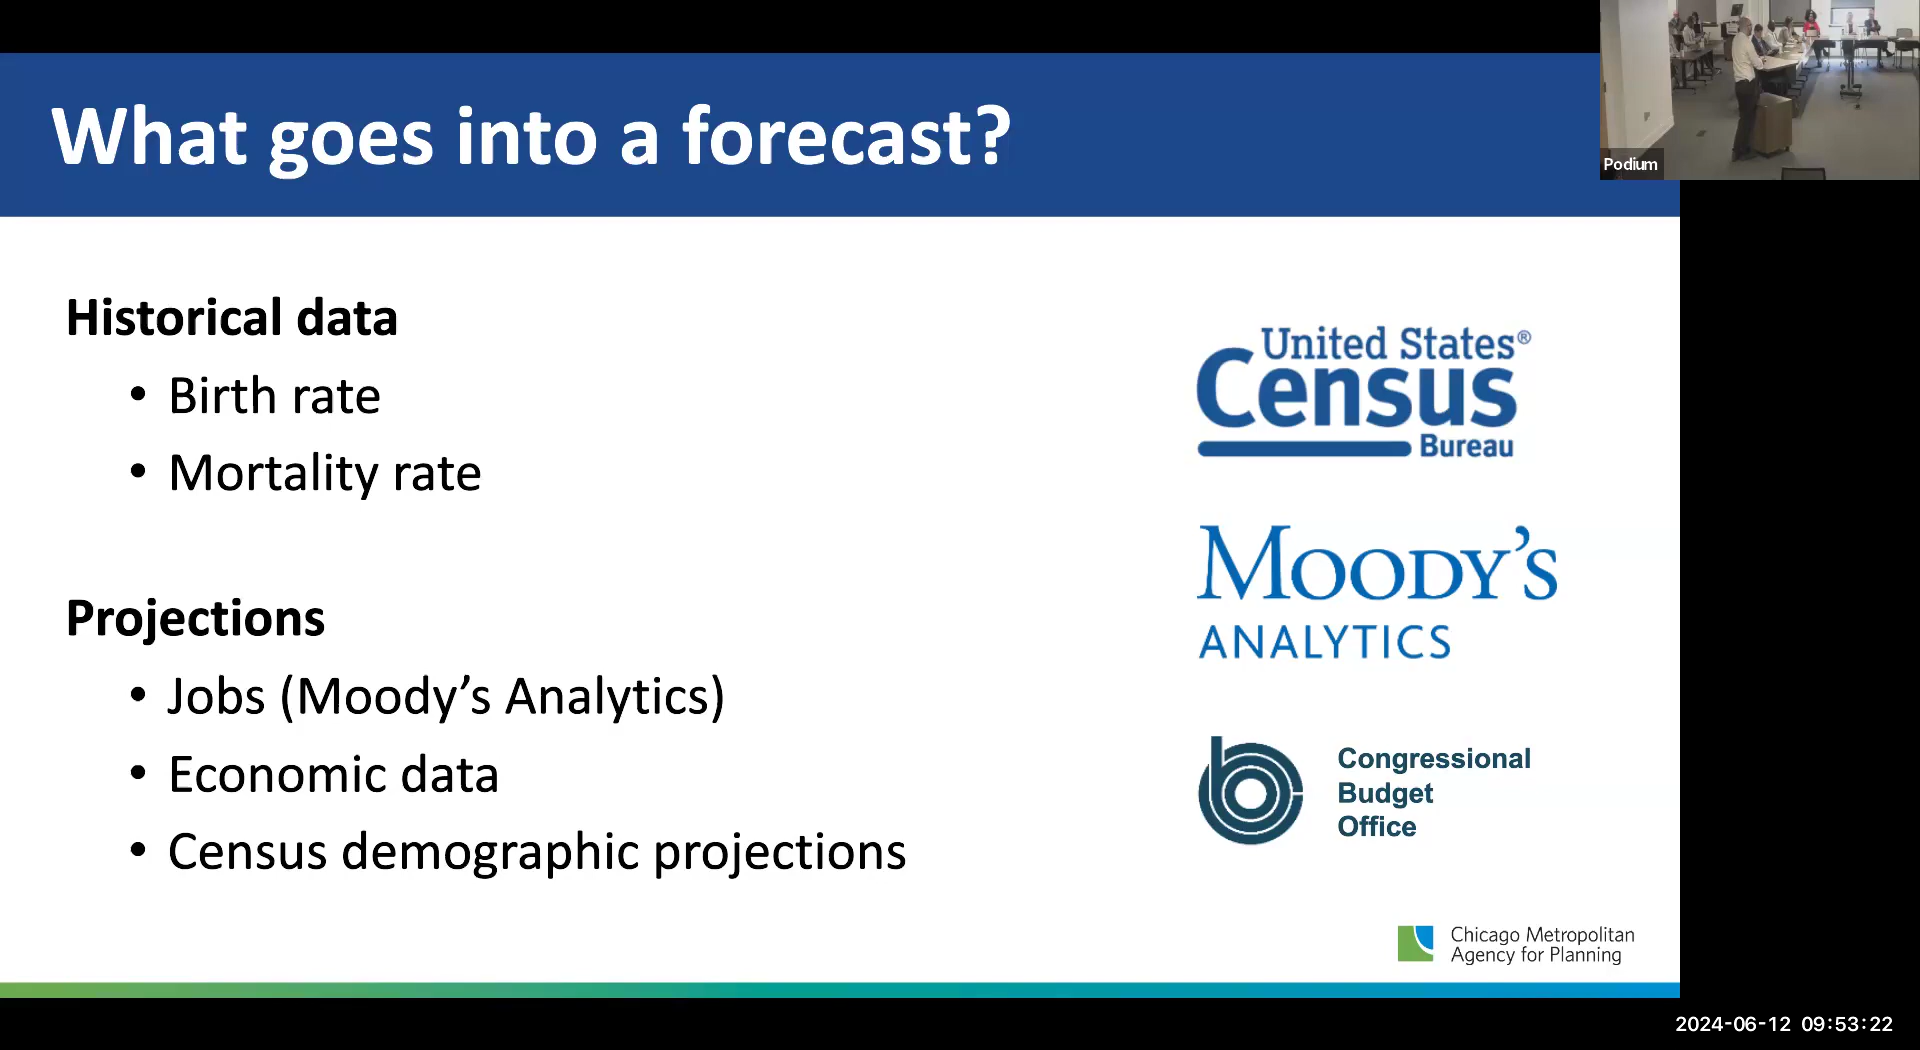 What goes into a forecast?
Podium
Historical data
• Birth rate
• Mortality rate
Projections
• Jobs (Moody’s Analytics)
• Economic data
• Census demographic projections
United States®
Census
Bureau
MOODY’S
ANALYTICS
Congressional
Budget
Office
Chicago Metropolitan
Agency for Planning
2024-06-12 09:53:22